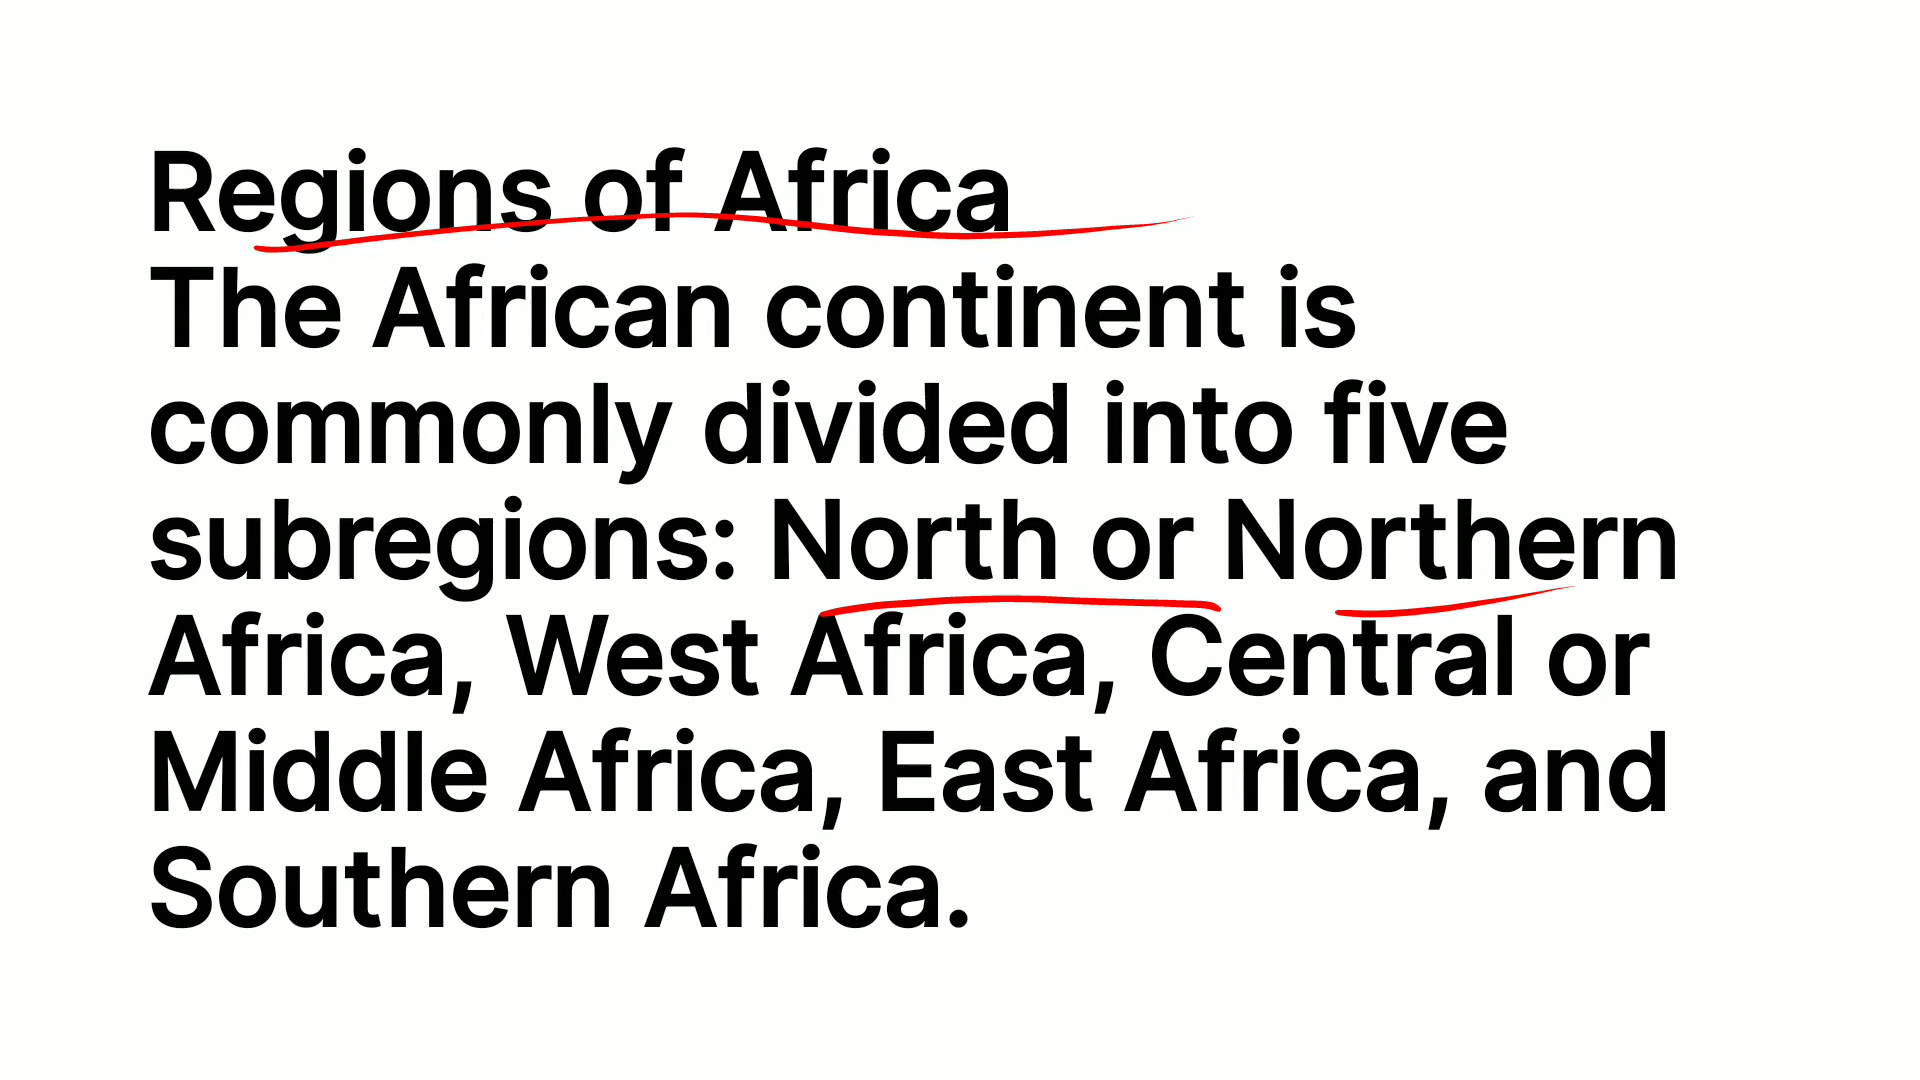 Regions of Africa
The African continent is
commonly divided into five
subregions: North or Northern
Africa, West Africa, Central or
Middle Africa, East Africa, and
Southern Africa.